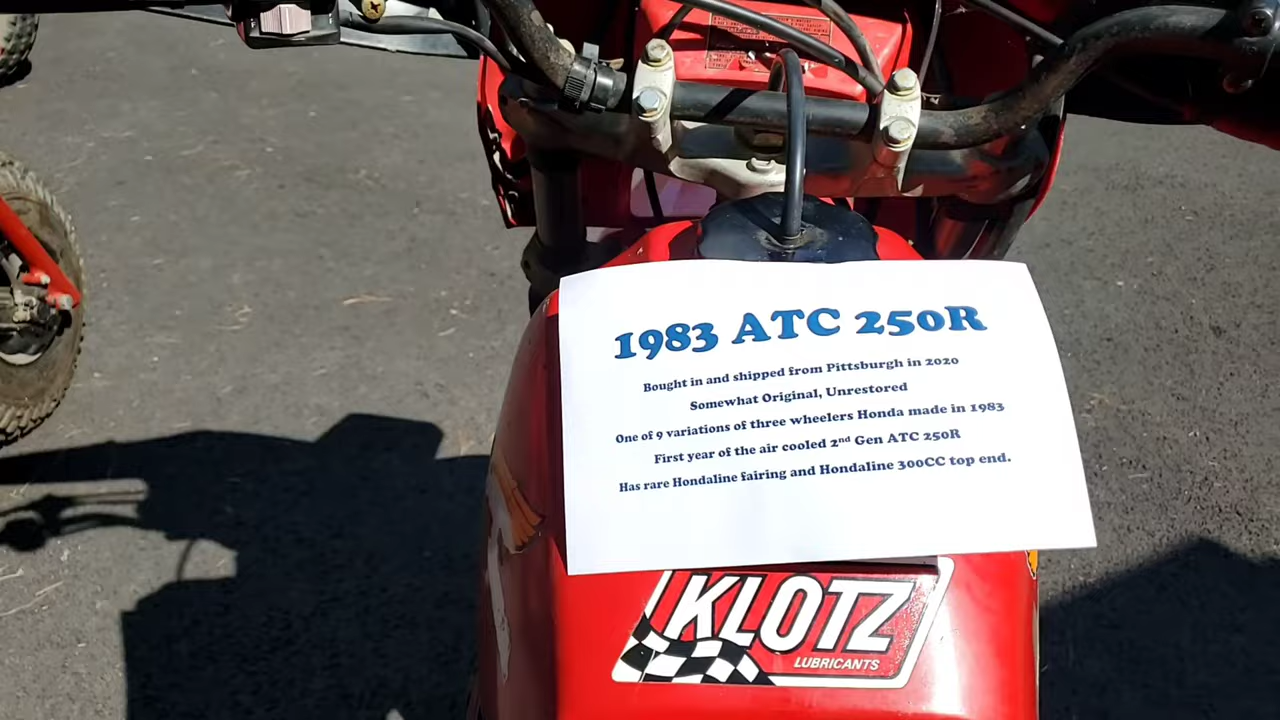 1983 ATC 250R
Bought in and shipped from Pittsburgh in 2020
Somewhat Original, Unrestored
One of 9 variations of three wheelers Honda made in 1983
First year of the air cooled 2nd Gen ATC 250R
Has rare Hondaline fairing and Hondaline 300CC top end.
KLOTZ
LUBRICANTS